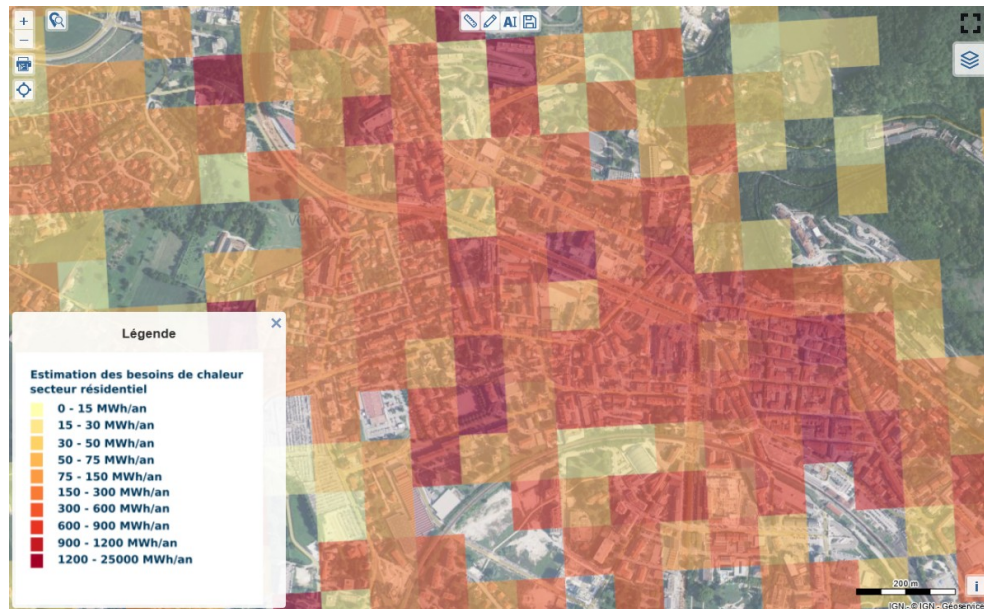 +
−
AI
Légende
×
Estimation des besoins de chaleur
secteur résidentiel
0 - 15 MWh/an
15 - 30 MWh/an
30 - 50 MWh/an
50 - 75 MWh/an
75 - 150 MWh/an
150 - 300 MWh/an
300 - 600 MWh/an
600 - 900 MWh/an
900 - 1200 MWh/an
1200 - 25000 MWh/an
200 m
i
IGN - © IGN - Geoservice